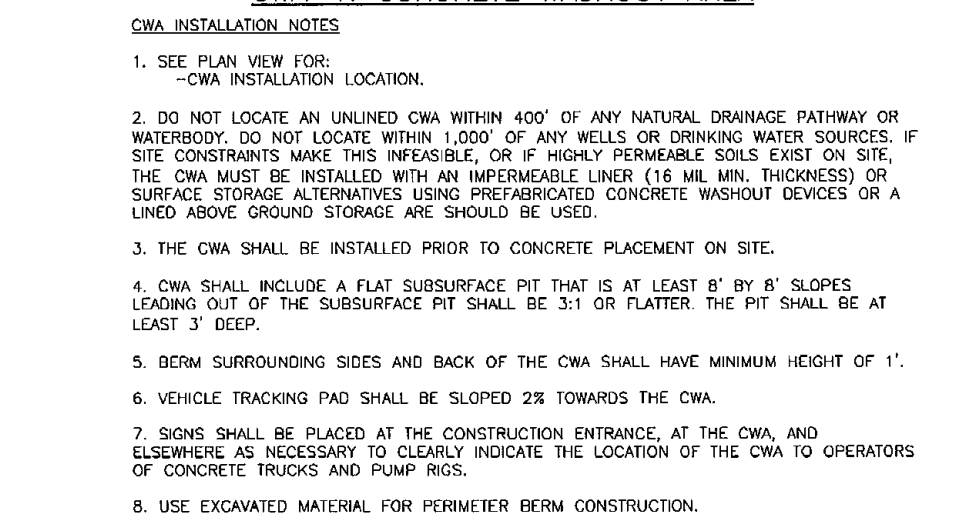 CWA INSTALLATION NOTES
1. SEE PLAN VIEW FOR:
-CWA INSTALLATION LOCATION.
2. DO NOT LOCATE AN UNLINED CWA WITHIN 400' OF ANY NATURAL DRAINAGE PATHWAY OR
WATERBODY. DO NOT LOCATE WITHIN 1,000' OF ANY WELLS OR DRINKING WATER SOURCES. IF
SITE CONSTRAINTS MAKE THIS INFEASIBLE, OR IF HIGHLY PERMEABLE SOILS EXIST ON SITE,
THE CWA MUST BE INSTALLED WITH AN IMPERMEABLE LINER (16 MIL MIN. THICKNESS) OR
SURFACE STORAGE ALTERNATIVES USING PREFABRICATED CONCRETE WASHOUT DEVICES OR A
LINED ABOVE GROUND STORAGE ARE SHOULD BE USED.
3. THE CWA SHALL BE INSTALLED PRIOR TO CONCRETE PLACEMENT ON SITE.
4. CWA SHALL INCLUDE A FLAT SUBSURFACE PIT THAT IS AT LEAST 8' BY 8' SLOPES
LEADING OUT OF THE SUBSURFACE PIT SHALL BE 3:1 OR FLATTER. THE PIT SHALL BE AT
LEAST 3' DEEP.
5. BERM SURROUNDING SIDES AND BACK OF THE CWA SHALL HAVE MINIMUM HEIGHT OF 1'.
6. VEHICLE TRACKING PAD SHALL BE SLOPED 2% TOWARDS THE CWA.
7. SIGNS SHALL BE PLACED AT THE CONSTRUCTION ENTRANCE, AT THE CWA, AND
ELSEWHERE AS NECESSARY TO CLEARLY INDICATE THE LOCATION OF THE CWA TO OPERATORS
OF CONCRETE TRUCKS AND PUMP RIGS.
8. USE EXCAVATED MATERIAL FOR PERIMETER BERM CONSTRUCTION.